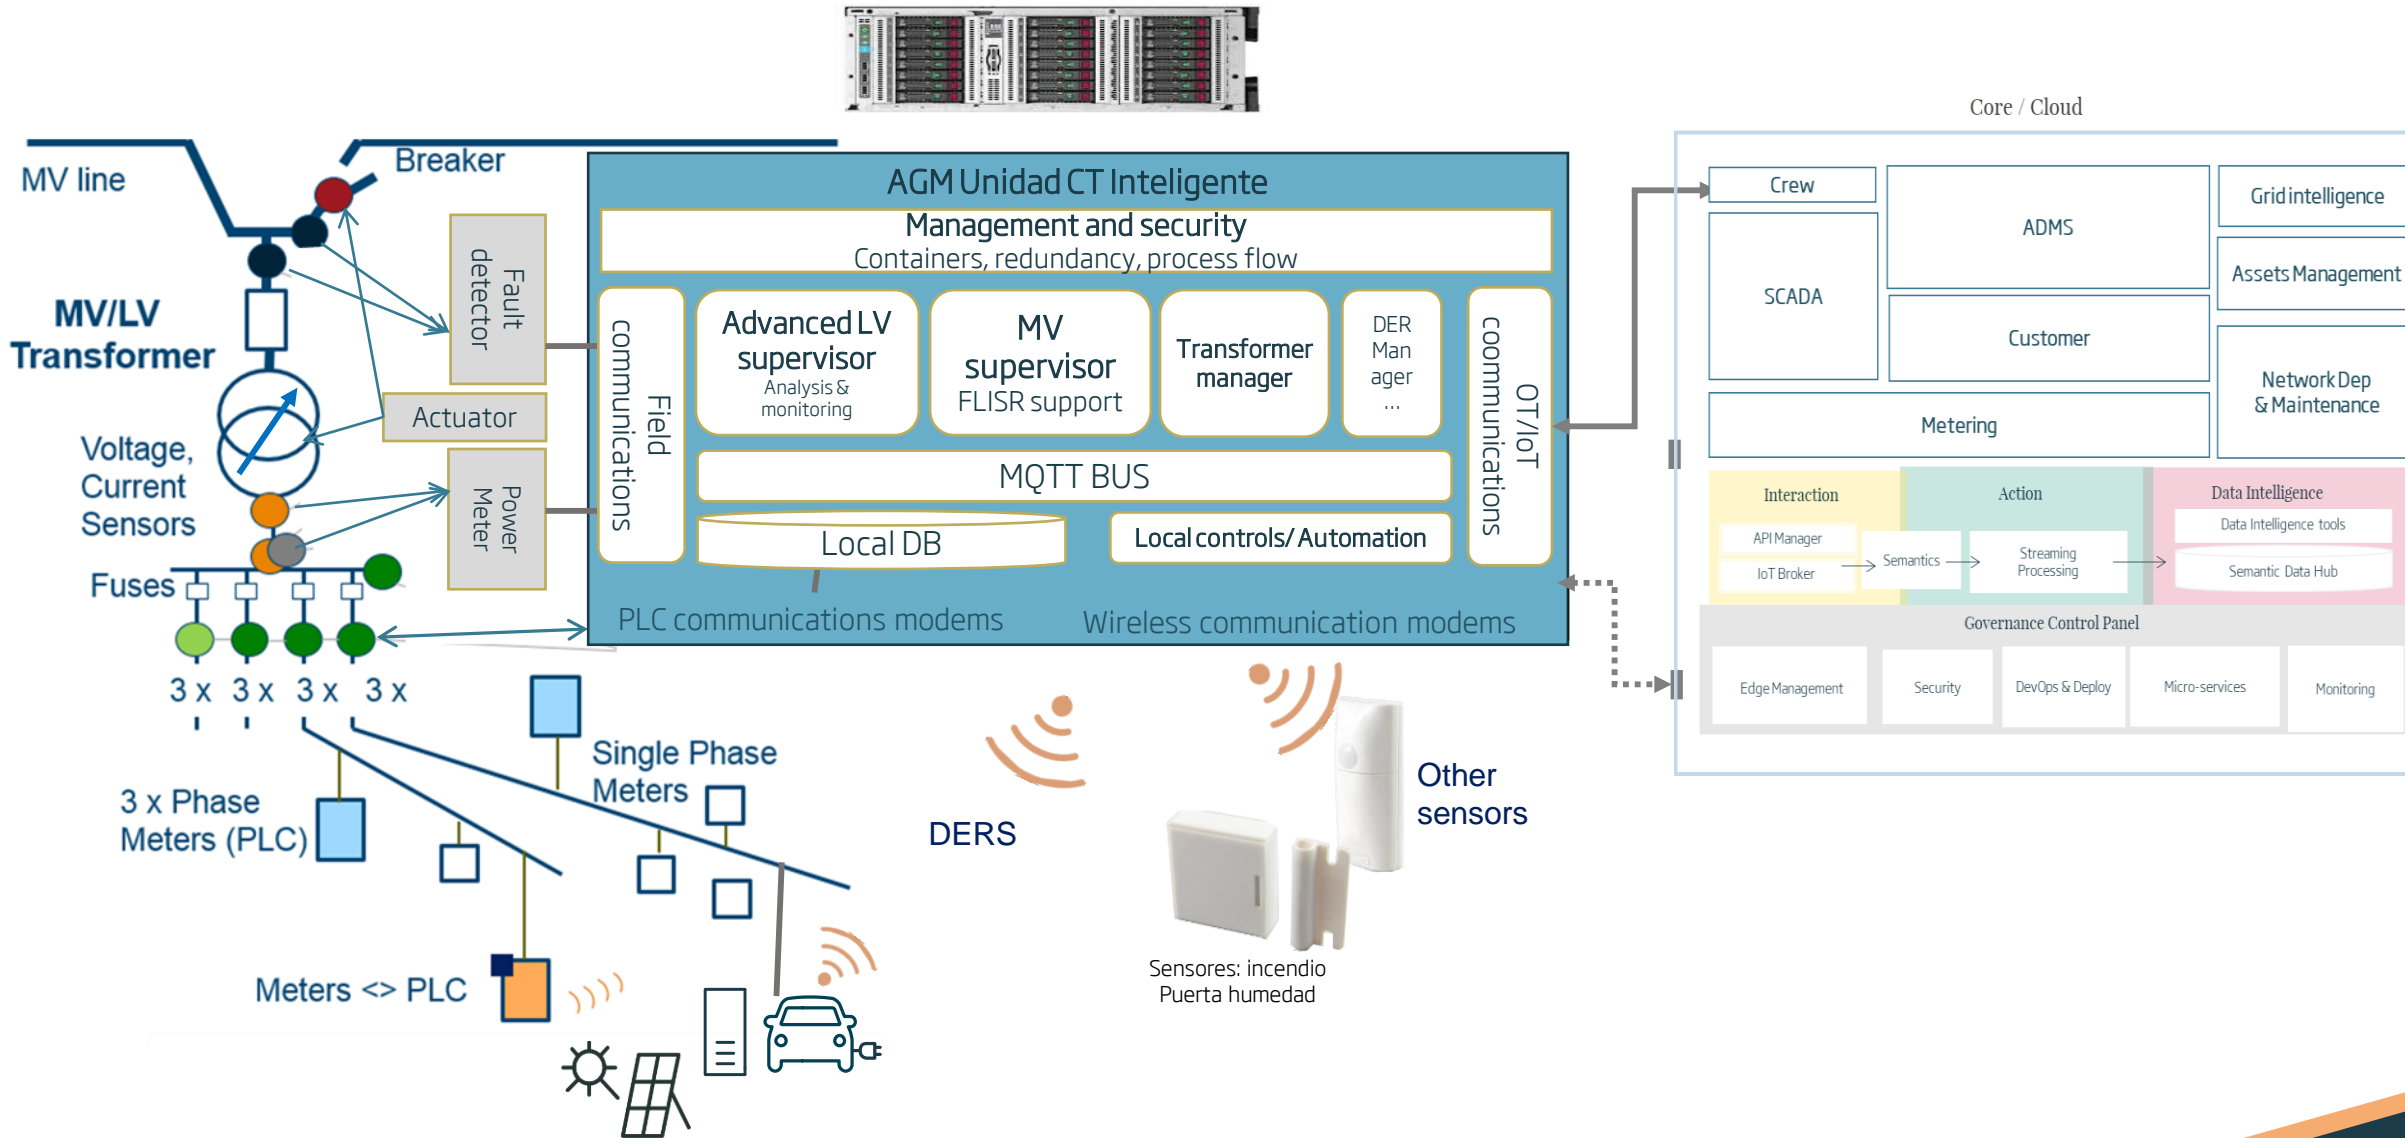 MV line
Breaker
MV/LV
Transformer
Voltage,
Current
Sensors
Fuses
3 x
3 x
3 x
3 x
Single Phase
Meters
3 x Phase
Meters (PLC)
Meters <> PLC
Fault
detector
Actuator
Power
Meter
AGM Unidad CT Inteligente
Management and security
Containers, redundancy, process flow
Field
communications
Advanced LV
supervisor
Analysis &
monitoring
MV
supervisor
FLISR support
Transformer
manager
DER
Man
ager
...
OT/IoT
coommunications
MQTT BUS
Local DB
Local controls/ Automation
PLC communications modems
Wireless communication modems
DERS
Other
sensors
Sensores: incendio
Puerta humedad
Core / Cloud
Crew
SCADA
ADMS
Customer
Metering
Grid intelligence
Assets Management
Network Dep
& Maintenance
Interaction
API Manager
IoT Broker
Semantics
Action
Streaming
Processing
Data Intelligence
Data Intelligence tools
Semantic Data Hub
Governance Control Panel
Edge Management
Security
DevOps & Deploy
Micro-services
Monitoring